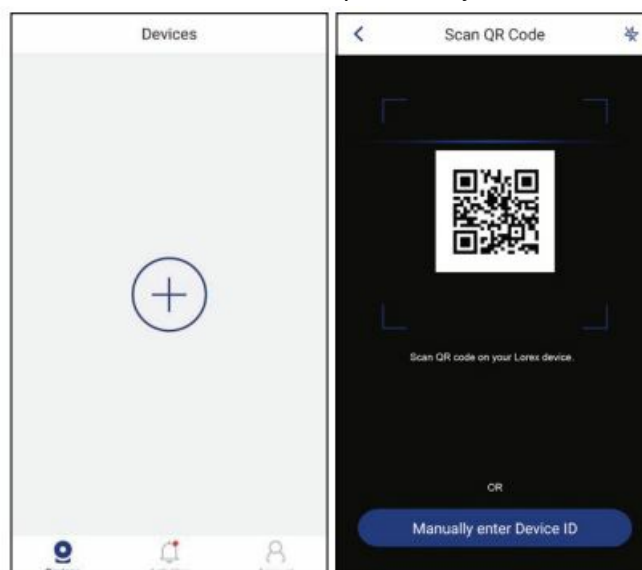 Devices
Scan QR Code
Scan QR code on your Lorex device.
OR
Manually enter Device ID